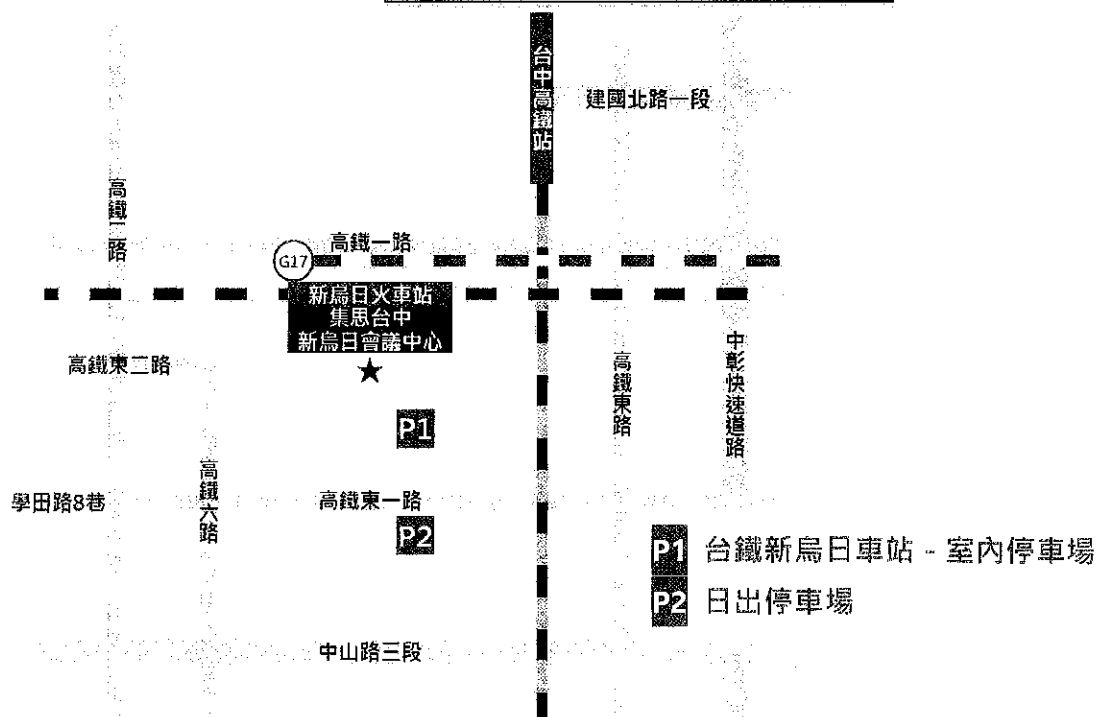 台中高鐵站
建國北路一段
高鐵二路
高鐵一路
G17
新烏日火車站
集思台中
新烏日會議中心
高鐵東二路
高鐵東路
中彰快速道路
P1
高鐵六路
學田路8巷
高鐵東一路
P2
P1 台鐵新烏日車站 - 室內停車場
P2 日出停車場
中山路三段